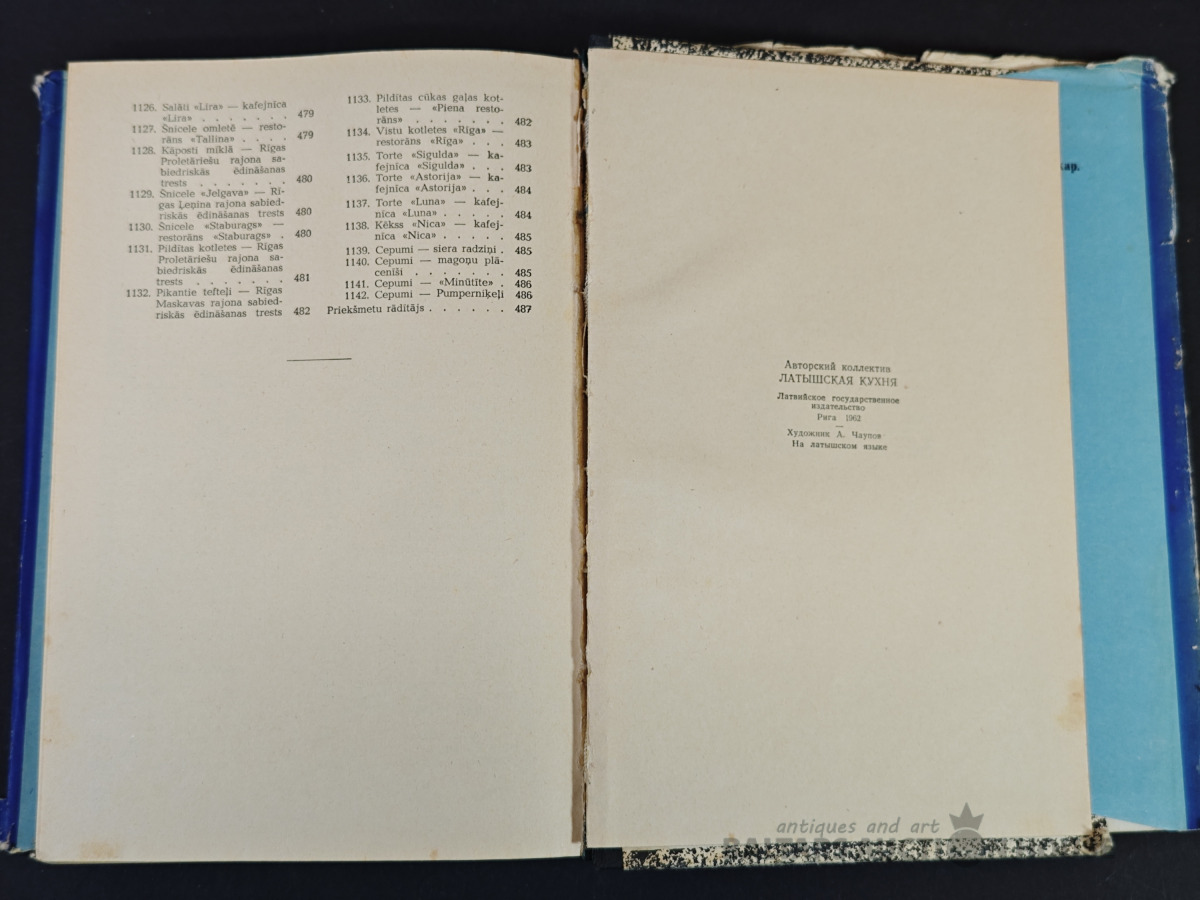 1126. Salāti «Lira» — kafejnīca
«Lira» . . . . . . . 479
1127. Šnicele omletē — resto-
rāns «Tallina» . . . . 479
1128. Kāposti mīklā — Rīgas
Proletāriešu rajona sa-
biedriskās ēdināšanas
trests . . . . . . . 480
1129. Šnicele «Jelgava» — Rī-
gas Ļeņina rajona sabied-
riskās ēdināšanas trests 480
1130. Šnicele «Staburags» —
restorāns «Staburags» . 480
1131. Pildītas kotletes — Rīgas
Proletāriešu rajona sa-
biedriskās ēdināšanas
trests . . . . . . . 481
1132. Pikantie tefteļi — Rīgas
Maskavas rajona sabied-
riskās ēdināšanas trests 482
1133. Pildītas cūkas gaļas kot-
letes — «Piena resto-
rāns» . . . . . . . 482
1134. Vistu kotletes «Rīga» —
restorāns «Rīga» . . . 483
1135. Torte «Sigulda» — ka-
fejnīca «Sigulda» . . . 483
1136. Torte «Astorija» — ka-
fejnīca «Astorija» . . . 484
1137. Torte «Luna» — kafej-
nīca «Luna» . . . . . 484
1138. Kēkss «Nica» — kafej-
nīca «Nica» . . . . . 485
1139. Cepumi — siera radziņi . 485
1140. Cepumi — magoņu plā-
cenīši . . . . . . . 485
1141. Cepumi — «Minūtīte» . 486
1142. Cepumi — Pumperniķeļi 486
Priekšmetu rādītājs . . . . . . 487
Авторский коллектив
ЛАТЫШСКАЯ КУХНЯ
Латвийское государственное
издательство
Рига 1962
Художник А. Чаупов
На латышском языке
кар.
antiques and art